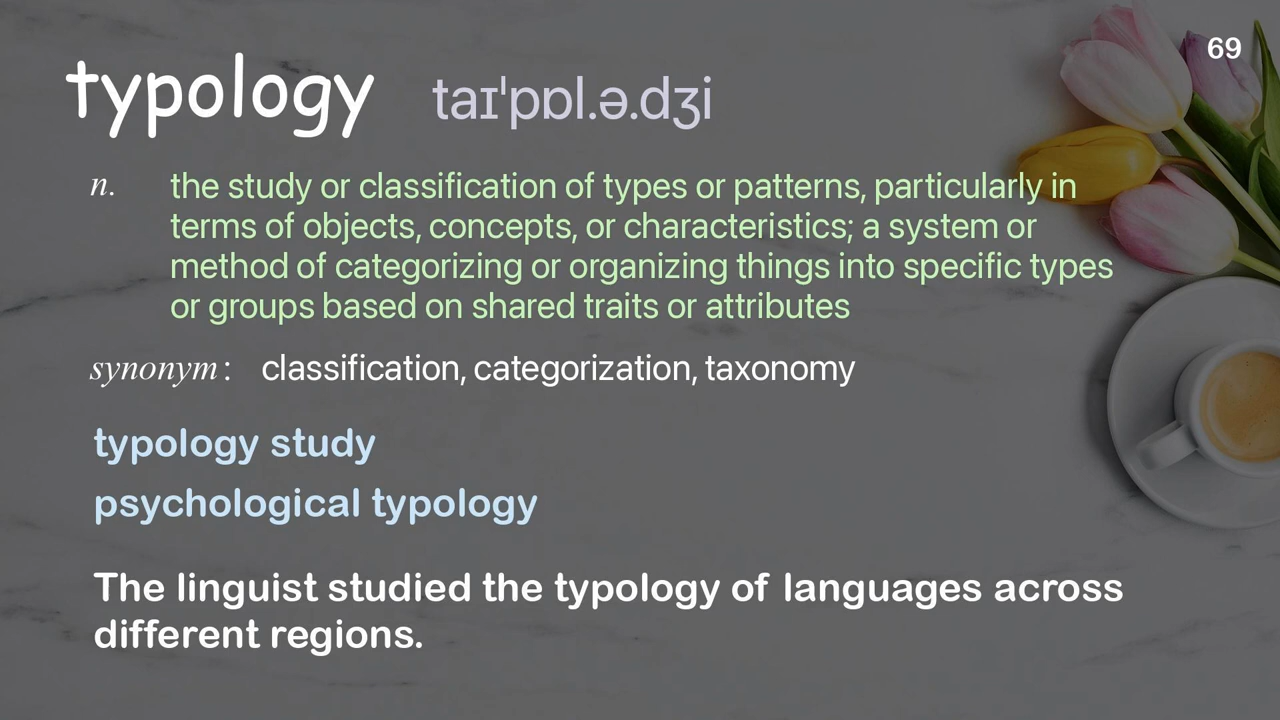 69
typology taɪˈpɒl.ə.dʒi
n. the study or classification of types or patterns, particularly in
terms of objects, concepts, or characteristics; a system or
method of categorizing or organizing things into specific types
or groups based on shared traits or attributes
synonym: classification, categorization, taxonomy
typology study
psychological typology
The linguist studied the typology of languages across
different regions.